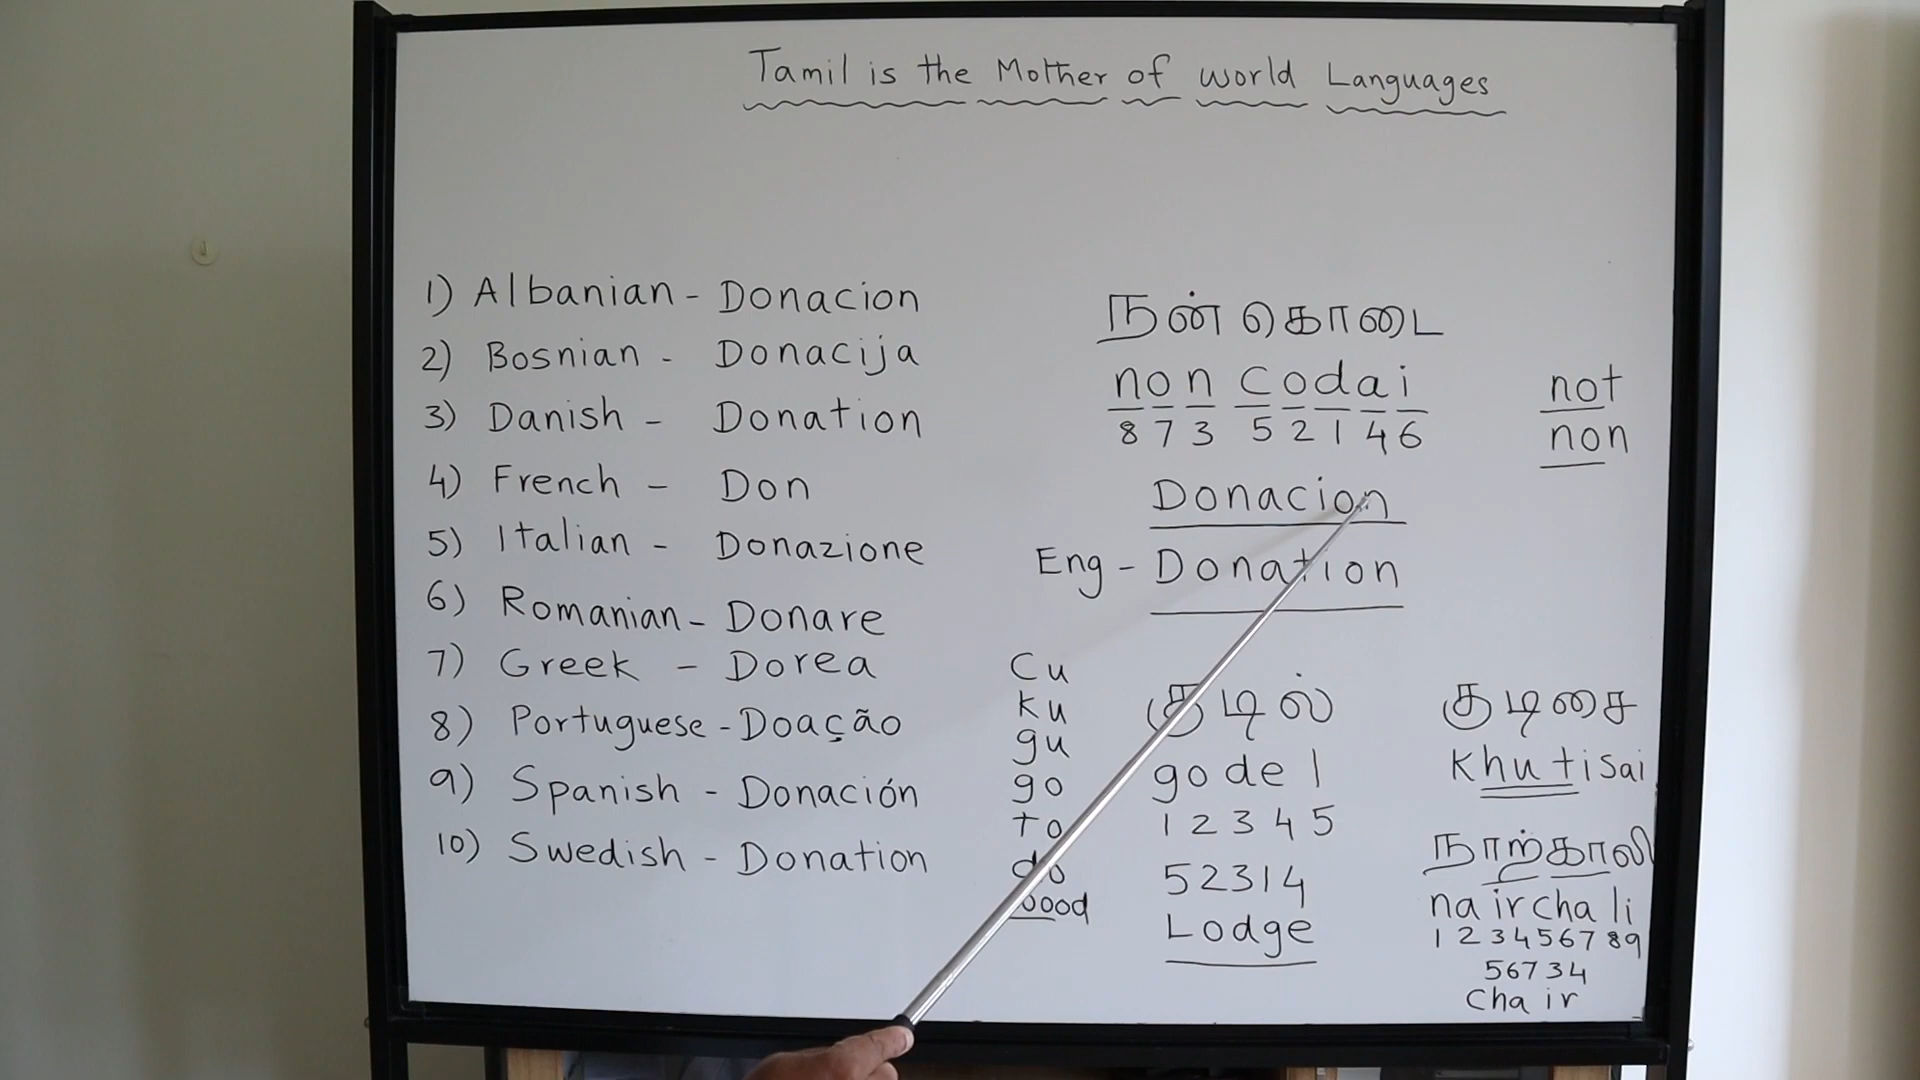 Tamil is the Mother of world Languages
1) Albanian - Donacion
2) Bosnian - Donacija
3) Danish - Donation
4) French - Don
5) Italian - Donazione
6) Romanian - Donare
7) Greek - Dorea
8) Portuguese - Doação
9) Spanish - Donación
10) Swedish - Donation
நன் கொடை
non codai
873 52146
Donacion
Eng - Donation
not
non
Cu
ku
gu
go
to
do
குடில்
godel
12345
52314
Lodge
குடிசை
Khutisai
நாற்காலி
nairchali
123456789
56734
chair